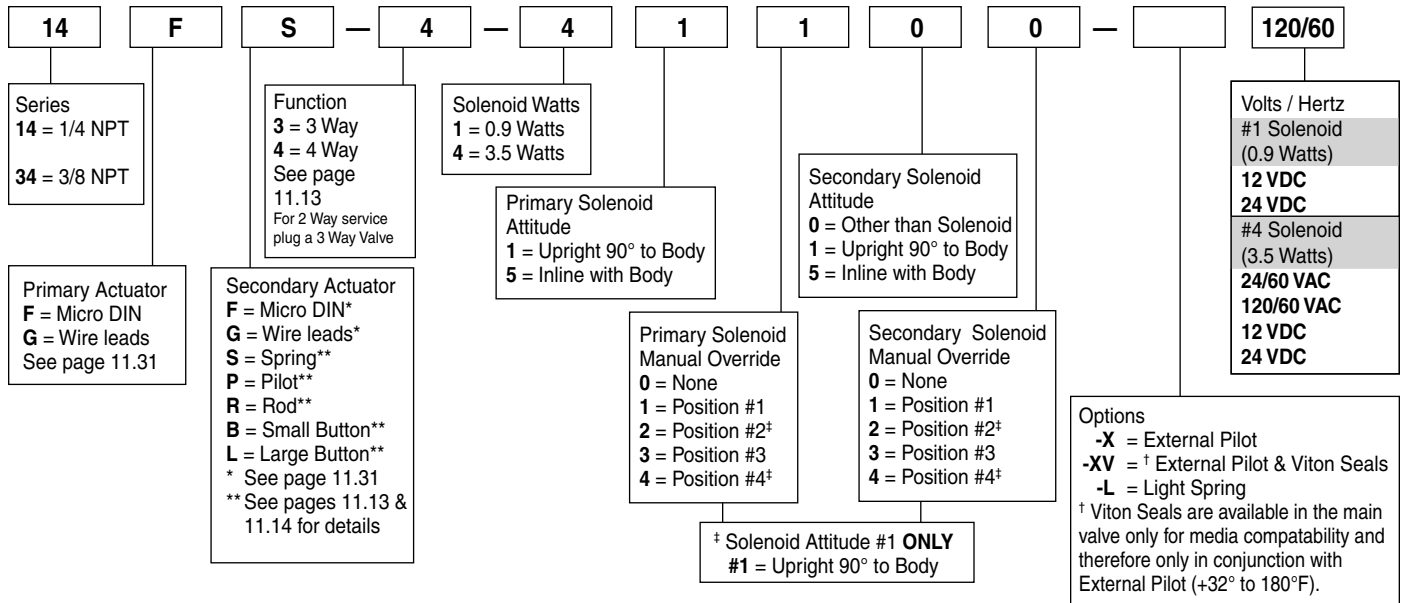 14 F S — 4 — 4 1 1 0 0 — 120/60
Series
14 = 1/4 NPT
34 = 3/8 NPT
Primary Actuator
F = Micro DIN
G = Wire leads
See page 11.31
Secondary Actuator
F = Micro DIN*
G = Wire leads*
S = Spring**
P = Pilot**
R = Rod**
B = Small Button**
L = Large Button**
* See page 11.31
** See pages 11.13 &
11.14 for details
Function
3 = 3 Way
4 = 4 Way
See page
11.13
For 2 Way service
plug a 3 Way Valve
Solenoid Watts
1 = 0.9 Watts
4 = 3.5 Watts
Primary Solenoid
Attitude
1 = Upright 90° to Body
5 = Inline with Body
Primary Solenoid
Manual Override
0 = None
1 = Position #1
2 = Position #2‡
3 = Position #3
4 = Position #4‡
Secondary Solenoid
Attitude
0 = Other than Solenoid
1 = Upright 90° to Body
5 = Inline with Body
Secondary Solenoid
Manual Override
0 = None
1 = Position #1
2 = Position #2‡
3 = Position #3
4 = Position #4‡
‡ Solenoid Attitude #1 ONLY
#1 = Upright 90° to Body
Options
-X = External Pilot
-XV = † External Pilot & Viton Seals
-L = Light Spring
† Viton Seals are available in the main
valve only for media compatability and
therefore only in conjunction with
External Pilot (+32° to 180°F).
Volts / Hertz
#1 Solenoid
(0.9 Watts)
12 VDC
24 VDC
#4 Solenoid
(3.5 Watts)
24/60 VAC
120/60 VAC
12 VDC
24 VDC